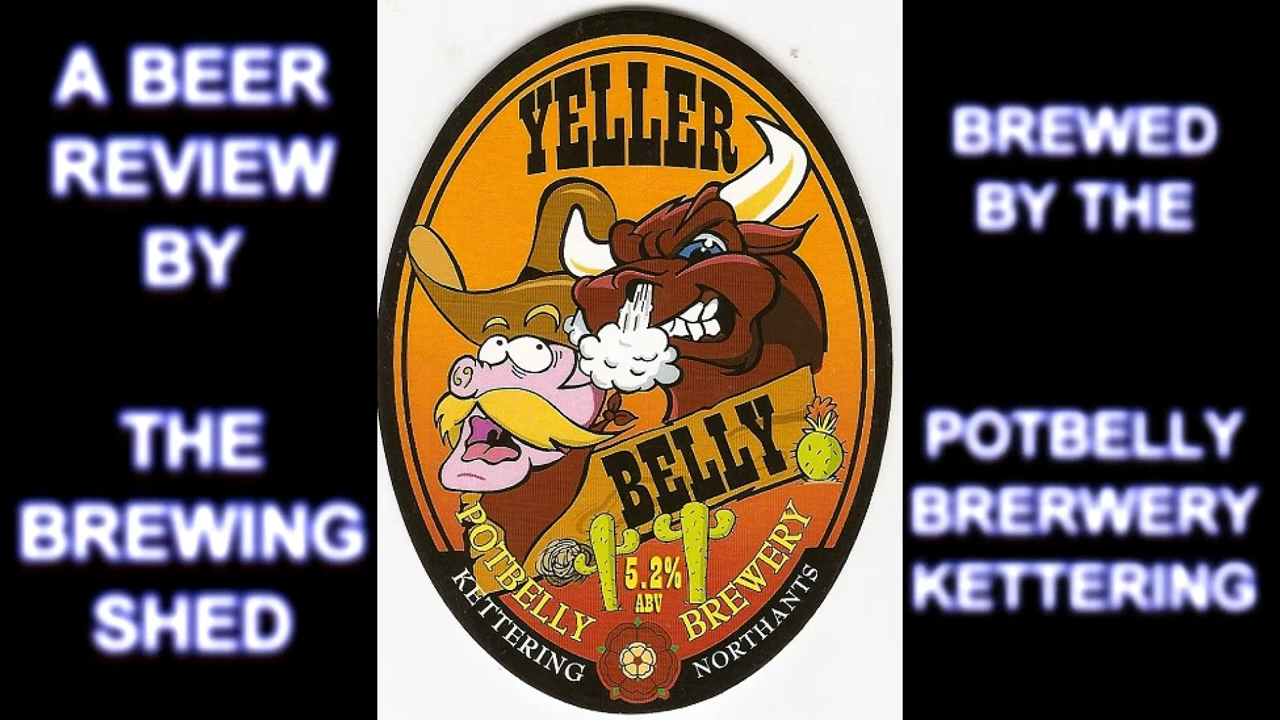 A BEER
REVIEW
BY
THE
BREWING
SHED
YELLER
BELLY
5.2%
ABV
POTBELLY BREWERY
KETTERING NORTHANTS
BREWED
BY THE
POTBELLY
BRERWERY
KETTERING